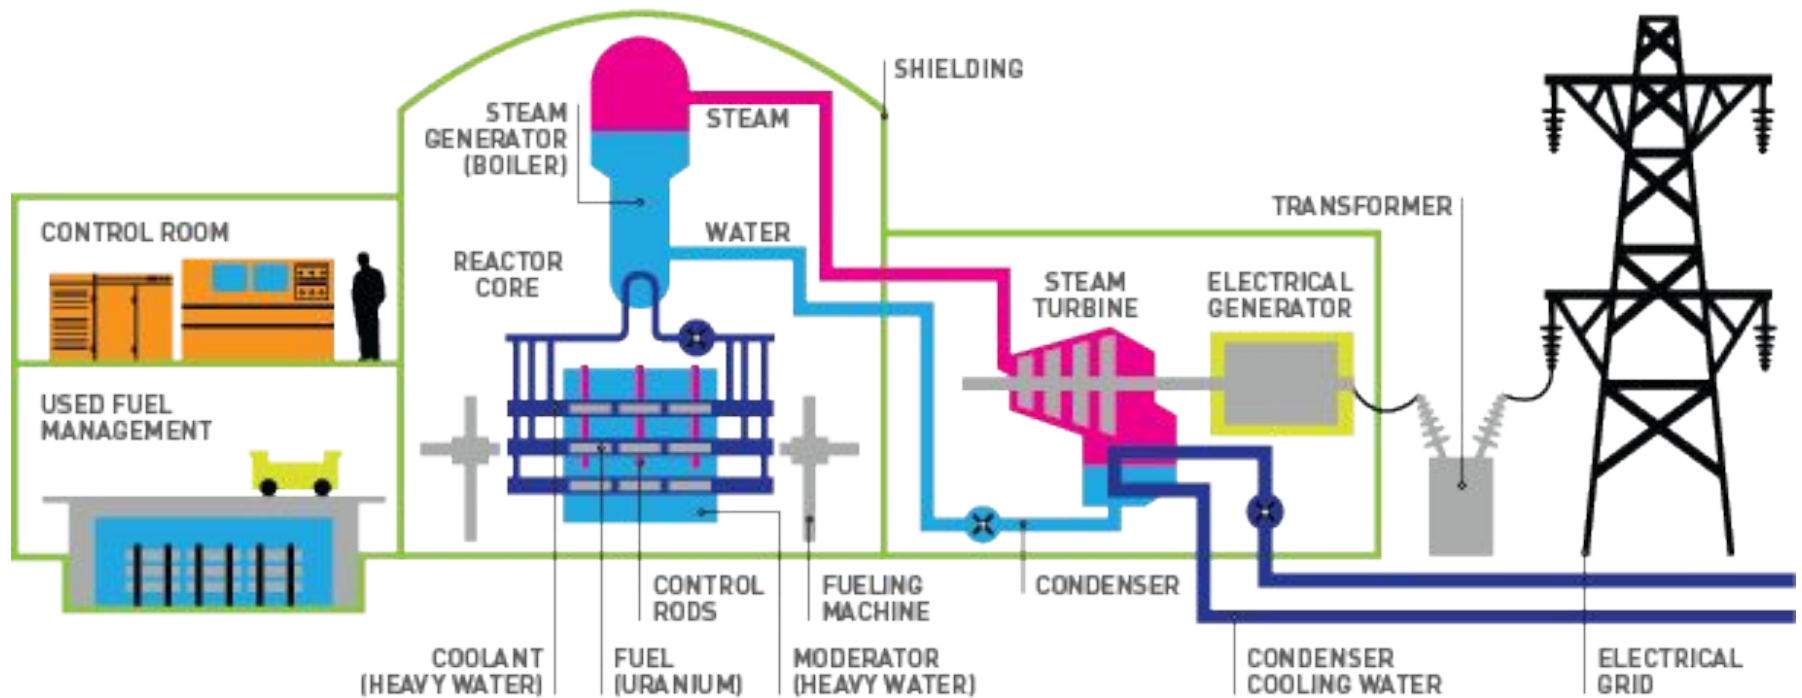 SHIELDING
STEAM
GENERATOR
(BOILER)
STEAM
TRANSFORMER
CONTROL ROOM
WATER
REACTOR
CORE
STEAM
TURBINE
ELECTRICAL
GENERATOR
USED FUEL
MANAGEMENT
CONTROL
RODS
FUELING
MACHINE
CONDENSER
COOLANT
(HEAVY WATER)
FUEL
(URANIUM)
MODERATOR
(HEAVY WATER)
CONDENSER
COOLING WATER
ELECTRICAL
GRID